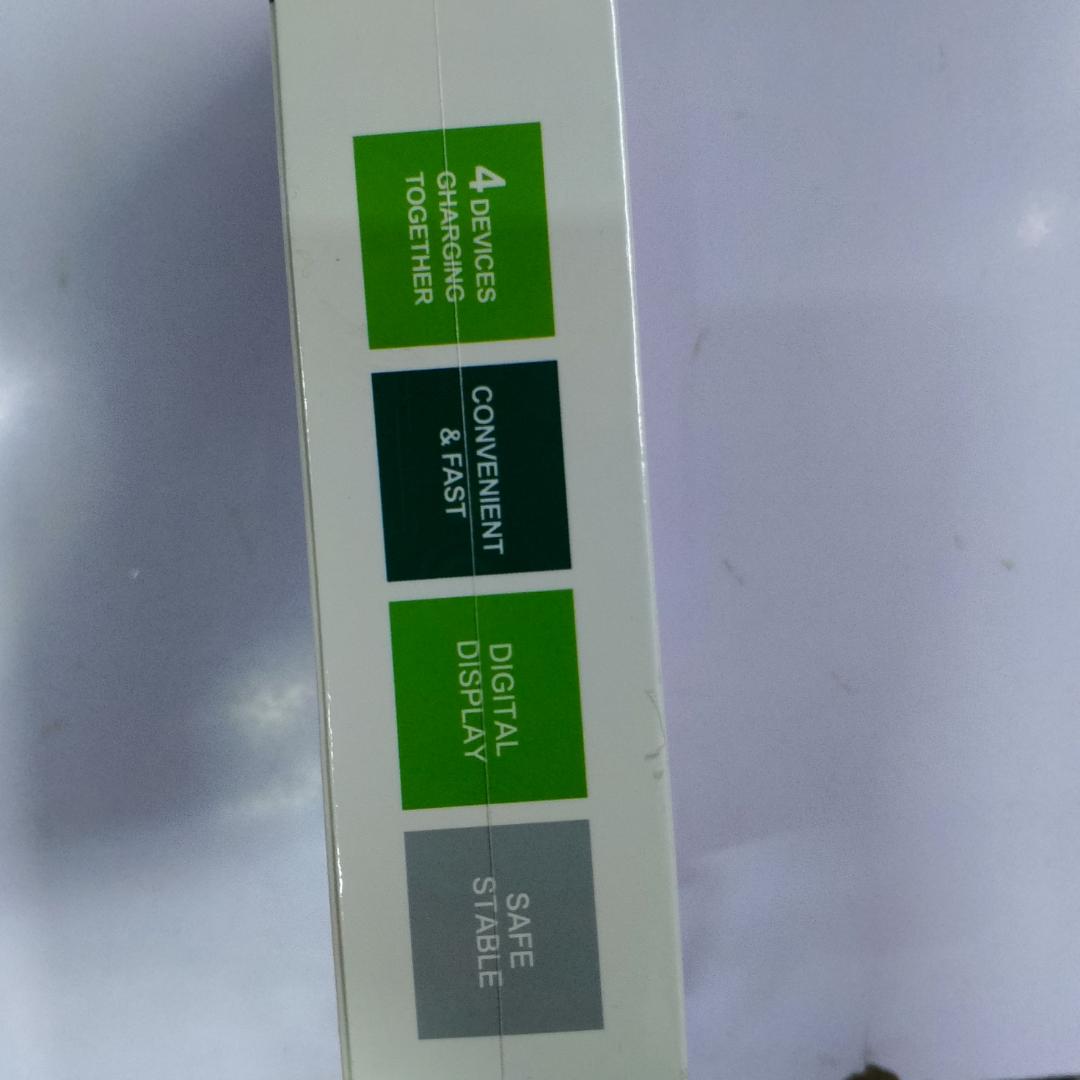 4 DEVICES
CHARGING
TOGETHER
CONVENIENT
& FAST
DIGITAL
DISPLAY
SAFE
STABLE